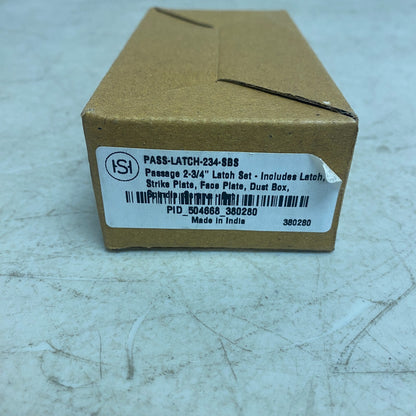 HS
PASS-LATCH-234-SBS
Passage 2-3/4" Latch Set - Includes Latch,
Strike Plate, Face Plate, Dust Box,
PID_504668_380280
Made in India
380280